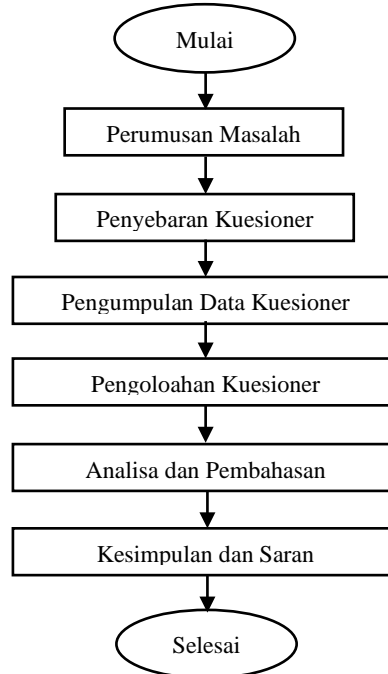 Mulai
Perumusan Masalah
Penyebaran Kuesioner
Pengumpulan Data Kuesioner
Pengoloahan Kuesioner
Analisa dan Pembahasan
Kesimpulan dan Saran
Selesai